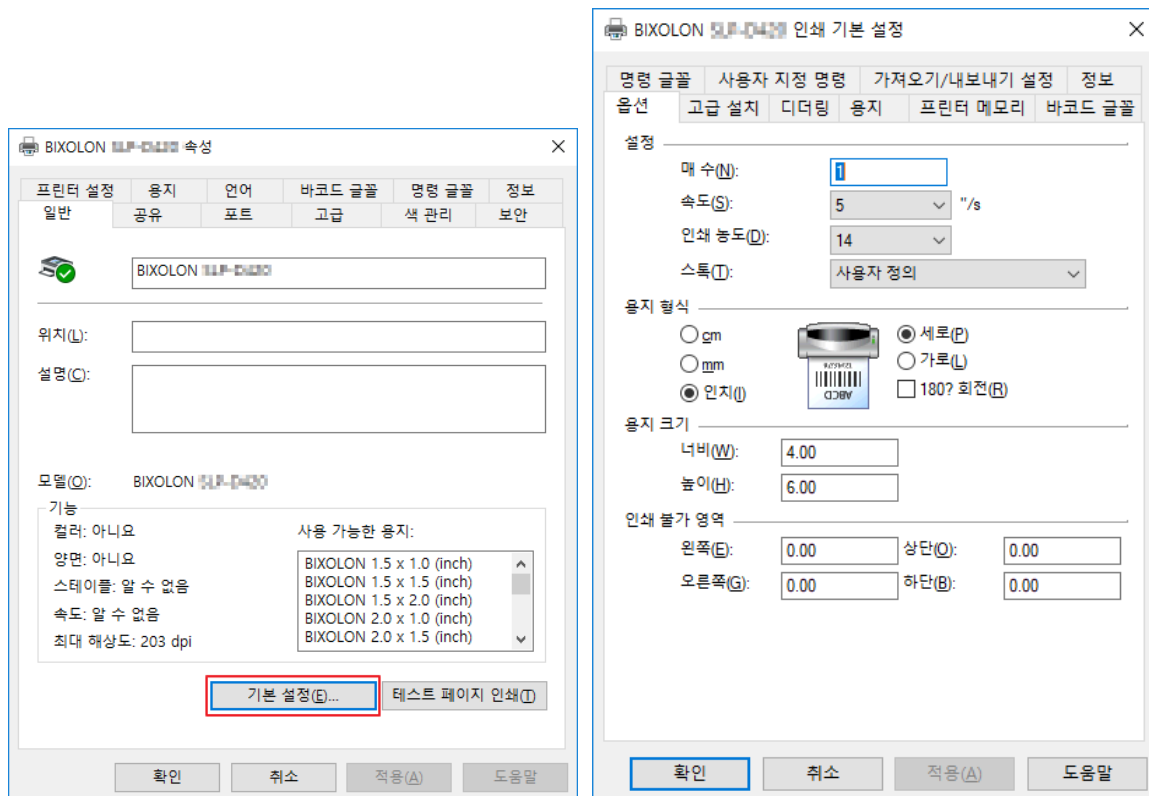 BIXOLON 속성
프린터 설정 용지 언어 바코드 글꼴 명령 글꼴 정보
일반 공유 포트 고급 색 관리 보안
BIXOLON
위치(L):
설명(C):
모델(O): BIXOLON
기능
컬러: 아니요
양면: 아니요
스테이플: 알 수 없음
속도: 알 수 없음
최대 해상도: 203 dpi
사용 가능한 용지:
BIXOLON 1.5 x 1.0 (inch)
BIXOLON 1.5 x 1.5 (inch)
BIXOLON 1.5 x 2.0 (inch)
BIXOLON 2.0 x 1.0 (inch)
BIXOLON 2.0 x 1.5 (inch)
기본 설정(E)... 테스트 페이지 인쇄(T)
확인 취소 적용(A) 도움말
BIXOLON 인쇄 기본 설정
명령 글꼴 사용자 지정 명령 가져오기/내보내기 설정 정보
옵션 고급 설치 디더링 용지 프린터 메모리 바코드 글꼴
설정
매 수(N): 1
속도(S): 5 "/s
인쇄 농도(D): 14
스톡(T): 사용자 정의
용지 형식
cm
mm
인치(I)
ABCD
세로(P)
가로(L)
180? 회전(R)
용지 크기
너비(W): 4.00
높이(H): 6.00
인쇄 불가 영역
왼쪽(E): 0.00 상단(O): 0.00
오른쪽(G): 0.00 하단(B): 0.00
확인 취소 적용(A) 도움말